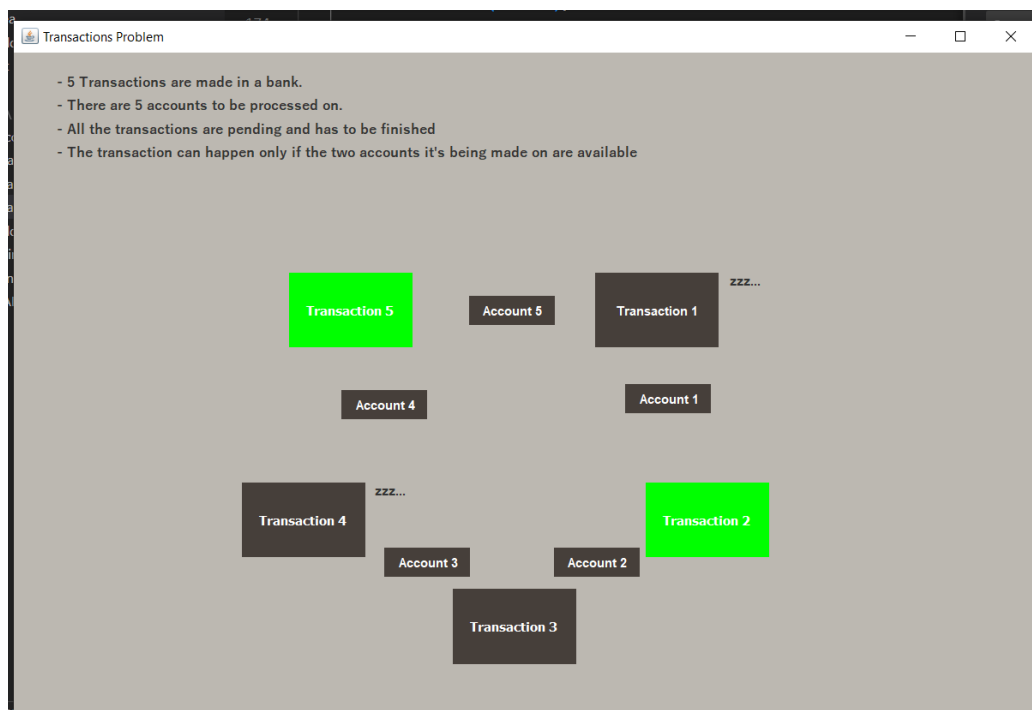 Transactions Problem
- 5 Transactions are made in a bank.
- There are 5 accounts to be processed on.
- All the transactions are pending and has to be finished
- The transaction can happen only if the two accounts it's being made on are available
Transaction 5
Account 5
Transaction 1
zzz...
Account 4
Account 1
Transaction 4
zzz...
Transaction 2
Account 3
Account 2
Transaction 3